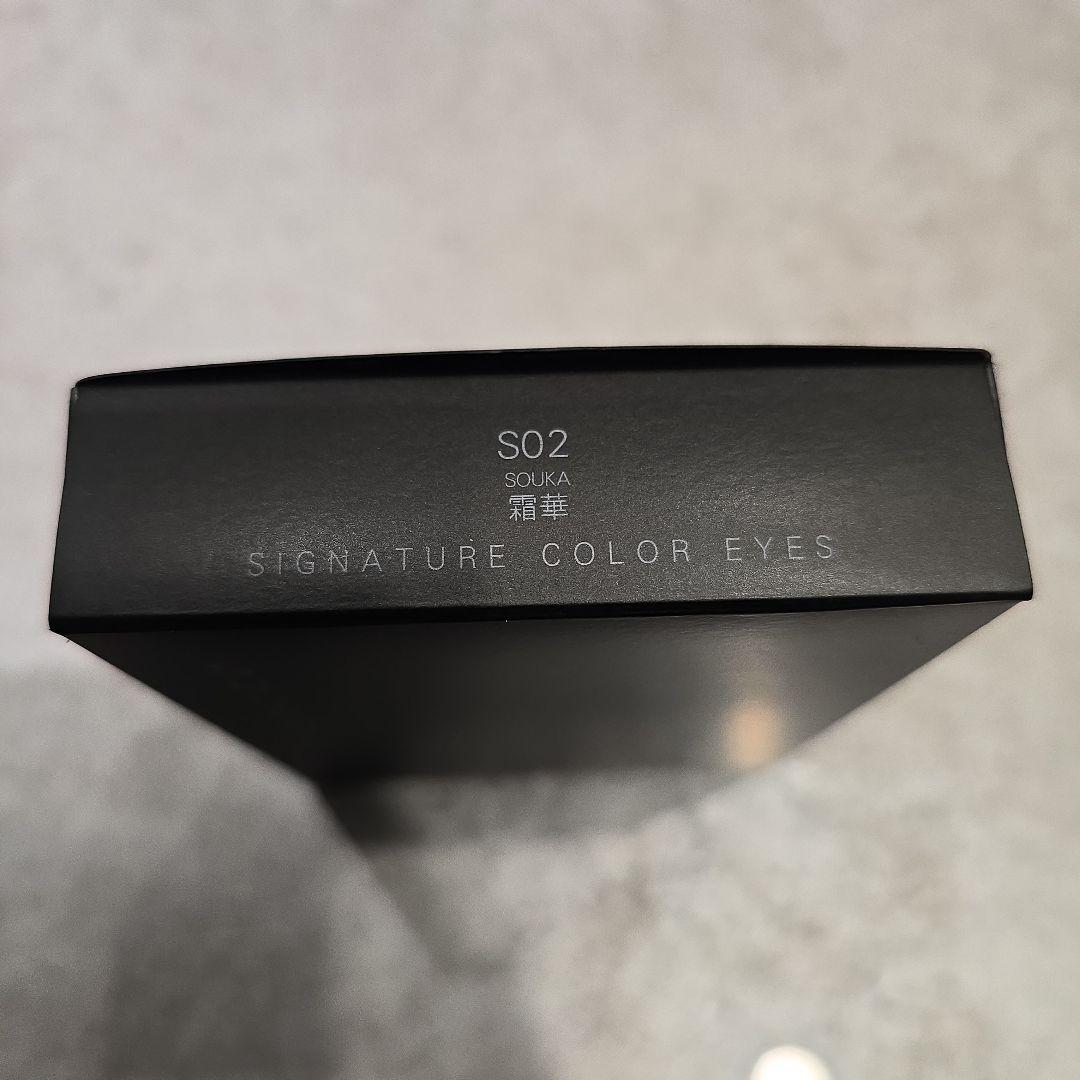 S02
SOUKA
霜華
SIGNATURE COLOR EYES